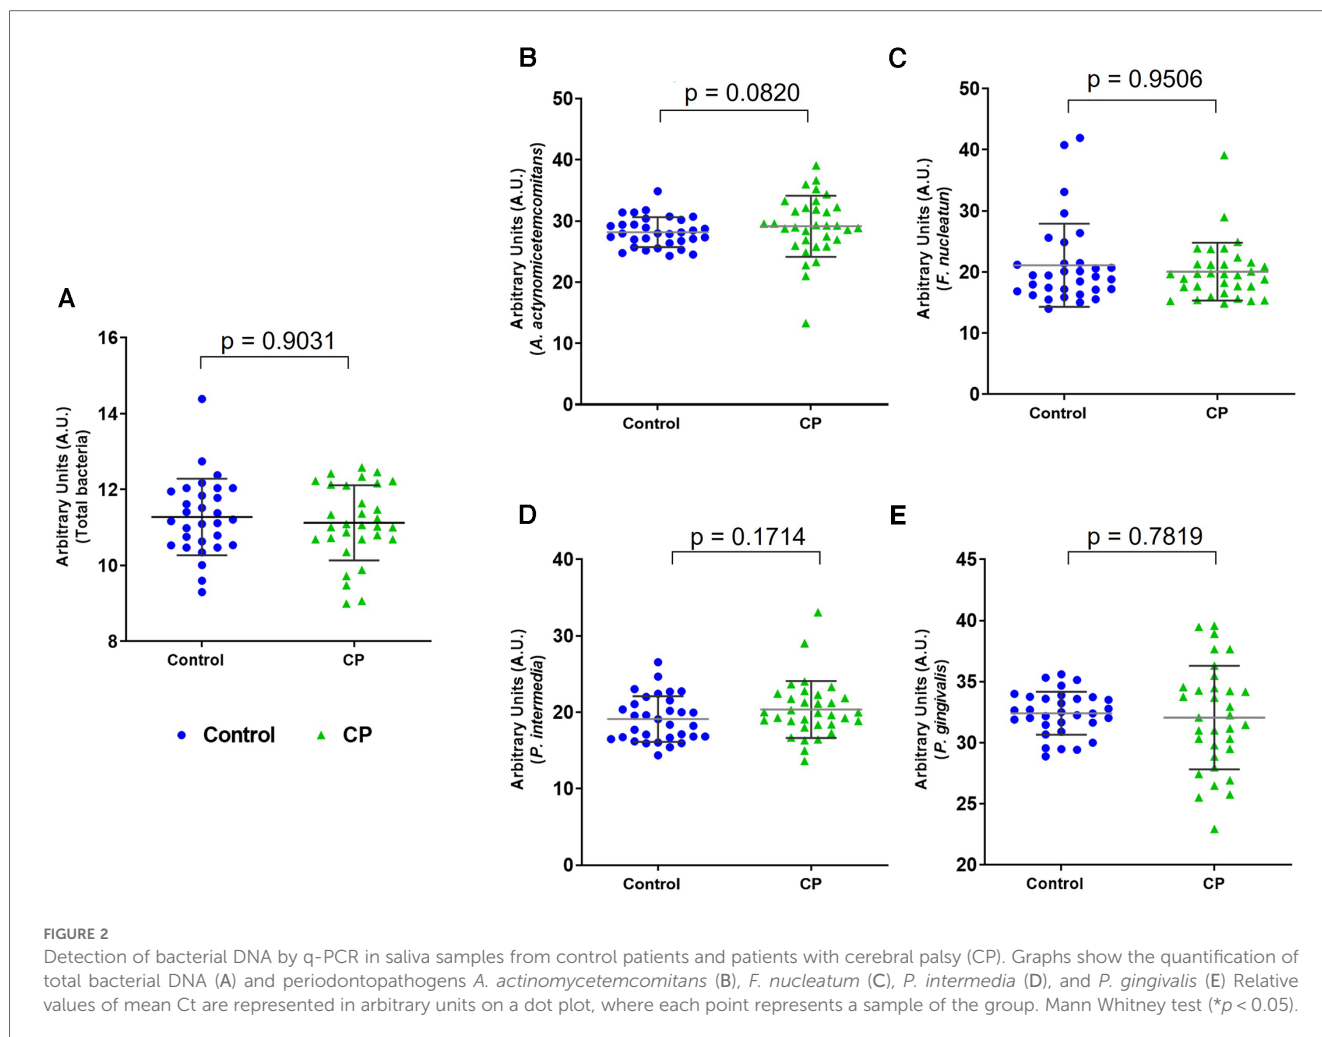 A
p = 0.9031
Arbitrary Units (A.U.)
(Total bacteria)
16
14
12
10
8
Control
CP
Control
CP
B
p = 0.0820
Arbitrary Units (A.U.)
(A. actynomicetemcomitans)
50
40
30
20
10
0
Control
CP
C
p = 0.9506
Arbitrary Units (A.U.)
(F. nucleatun)
50
40
30
20
10
0
Control
CP
D
p = 0.1714
Arbitrary Units (A.U.)
(P. intermedia)
40
30
20
10
0
Control
CP
E
p = 0.7819
Arbitrary Units (A.U.)
(P. gingivalis)
45
40
35
30
25
20
Control
CP
FIGURE 2
Detection of bacterial DNA by q-PCR in saliva samples from control patients and patients with cerebral palsy (CP). Graphs show the quantification of
total bacterial DNA (A) and periodontopathogens A. actinomycetemcomitans (B), F. nucleatum (C), P. intermedia (D), and P. gingivalis (E) Relative
values of mean Ct are represented in arbitrary units on a dot plot, where each point represents a sample of the group. Mann Whitney test (*p < 0.05).